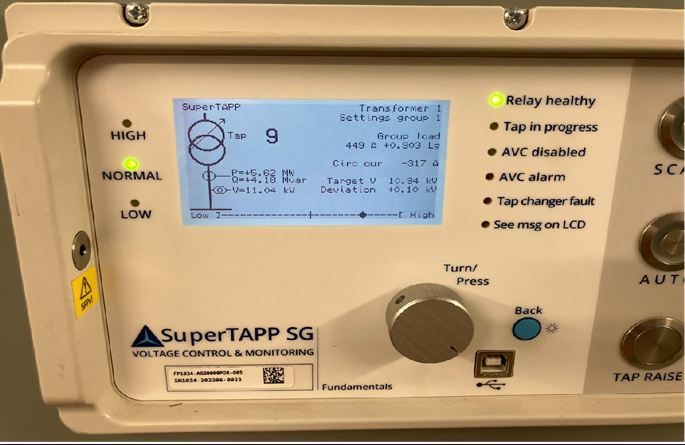 SuperTAPP
Transformer 1
Settings group 1
Tap 9
Group load
449 A +0.803 Lg
Circ cur -317 A
P=+5.62 MW
Q=+4.18 Mvar
V=11.04 kV
Target V 10.94 kV
Deviation +0.10 kV
Low
High
HIGH
NORMAL
LOW
Relay healthy
Tap in progress
AVC disabled
AVC alarm
Tap changer fault
See msg on LCD
Turn/
Press
Back
SuperTAPP SG
VOLTAGE CONTROL & MONITORING
Fundamentals
SCA
AUT
TAP RAISE